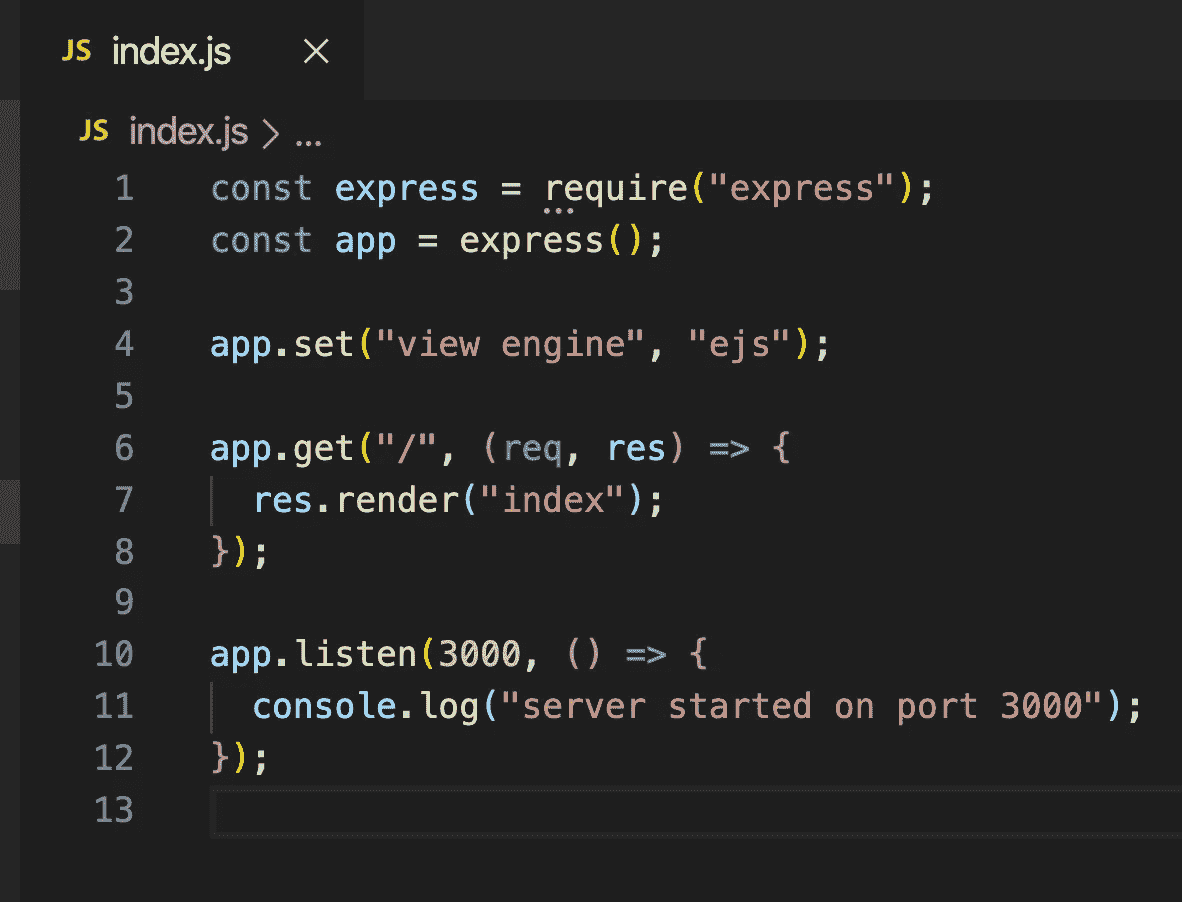 JS index.js ×
JS index.js > ...
1 const express = require("express");
2 const app = express();
3
4 app.set("view engine", "ejs");
5
6 app.get("/", (req, res) => {
7   res.render("index");
8 });
9
10 app.listen(3000, () => {
11   console.log("server started on port 3000");
12 });
13